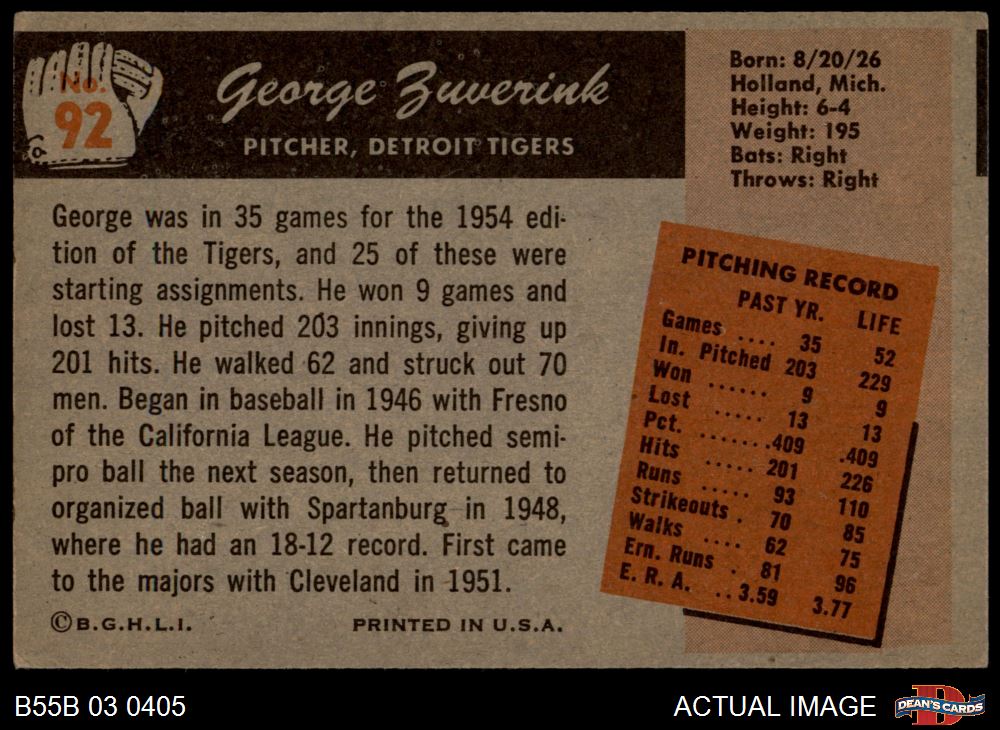 No.
92
George Zuverink
PITCHER, DETROIT TIGERS
Born: 8/20/26
Holland, Mich.
Height: 6-4
Weight: 195
Bats: Right
Throws: Right
George was in 35 games for the 1954 edi-
tion of the Tigers, and 25 of these were
starting assignments. He won 9 games and
lost 13. He pitched 203 innings, giving up
201 hits. He walked 62 and struck out 70
men. Began in baseball in 1946 with Fresno
of the California League. He pitched semi-
pro ball the next season, then returned to
organized ball with Spartanburg in 1948,
where he had an 18-12 record. First came
to the majors with Cleveland in 1951.
©B.G.H.L.I. PRINTED IN U.S.A.
PITCHING RECORD
PAST YR. LIFE
Games .... 35 52
In. Pitched 203 229
Won ...... 9 9
Lost ..... 13 13
Pct. ....... .409 .409
Hits ..... 201 226
Runs ..... 93 110
Strikeouts . 70 85
Walks .... 62 75
Ern. Runs . 81 96
E. R. A. .. 3.59 3.77
B55B 03 0405 ACTUAL IMAGE D DEAN'S CARDS